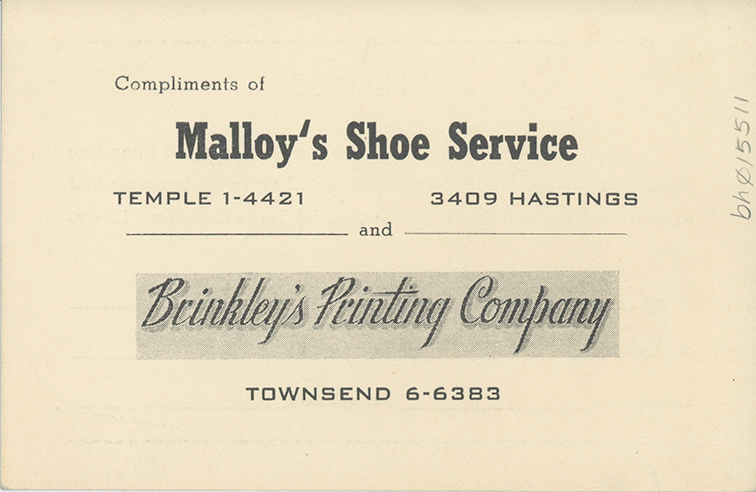 Compliments of
Malloy's Shoe Service
TEMPLE 1-4421 3409 HASTINGS
and
Brinkley's Printing Company
TOWNSEND 6-6383
bhø15511